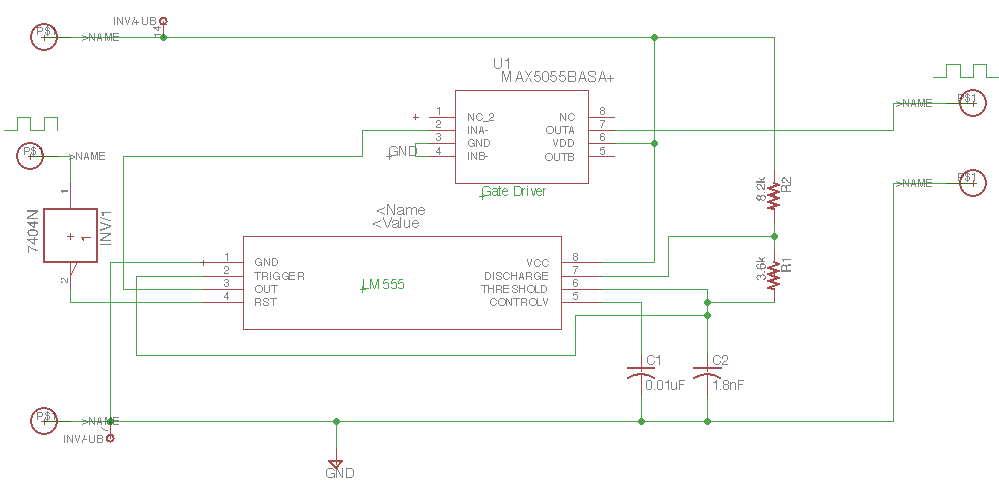 INV+UB
14
P$1
>NAME
U1
MAX5055BASA+
1 NC_2 NC 8
2 INA- OUTA 7
3 GND VDD 6
4 INB- OUTB 5
GND
Gate Driver
P$1
>NAME
P$1
>NAME
P$1
>NAME
8.2k
R2
3.6k
R1
1
7404N
1
INV/1
2
<Name
<Value
1 GND VCC 8
2 TRIGGER DISCHARGE 7
3 OUT THRESHOLD 6
4 RST CONTROLV 5
LM555
C1
0.01uF
C2
1.8nF
P$1
>NAME
7
INV-UB
GND